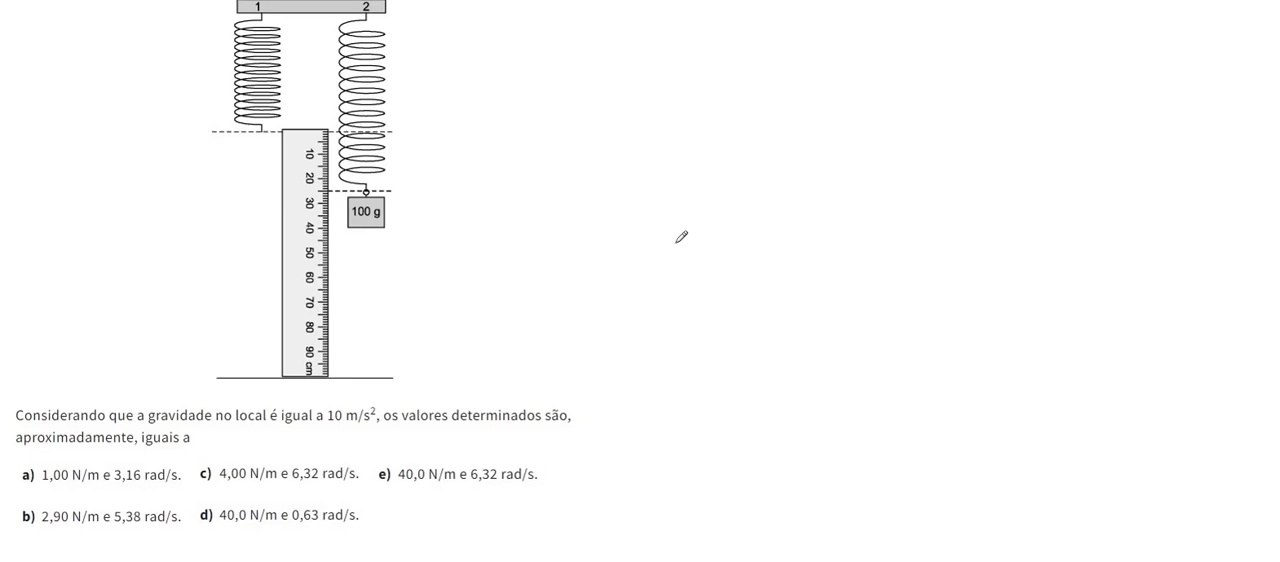 1 2
10
20
30
40
50
60
70
80
90 cm
100 g
Considerando que a gravidade no local é igual a 10 m/s², os valores determinados são,
aproximadamente, iguais a
a) 1,00 N/m e 3,16 rad/s. c) 4,00 N/m e 6,32 rad/s. e) 40,0 N/m e 6,32 rad/s.
b) 2,90 N/m e 5,38 rad/s. d) 40,0 N/m e 0,63 rad/s.